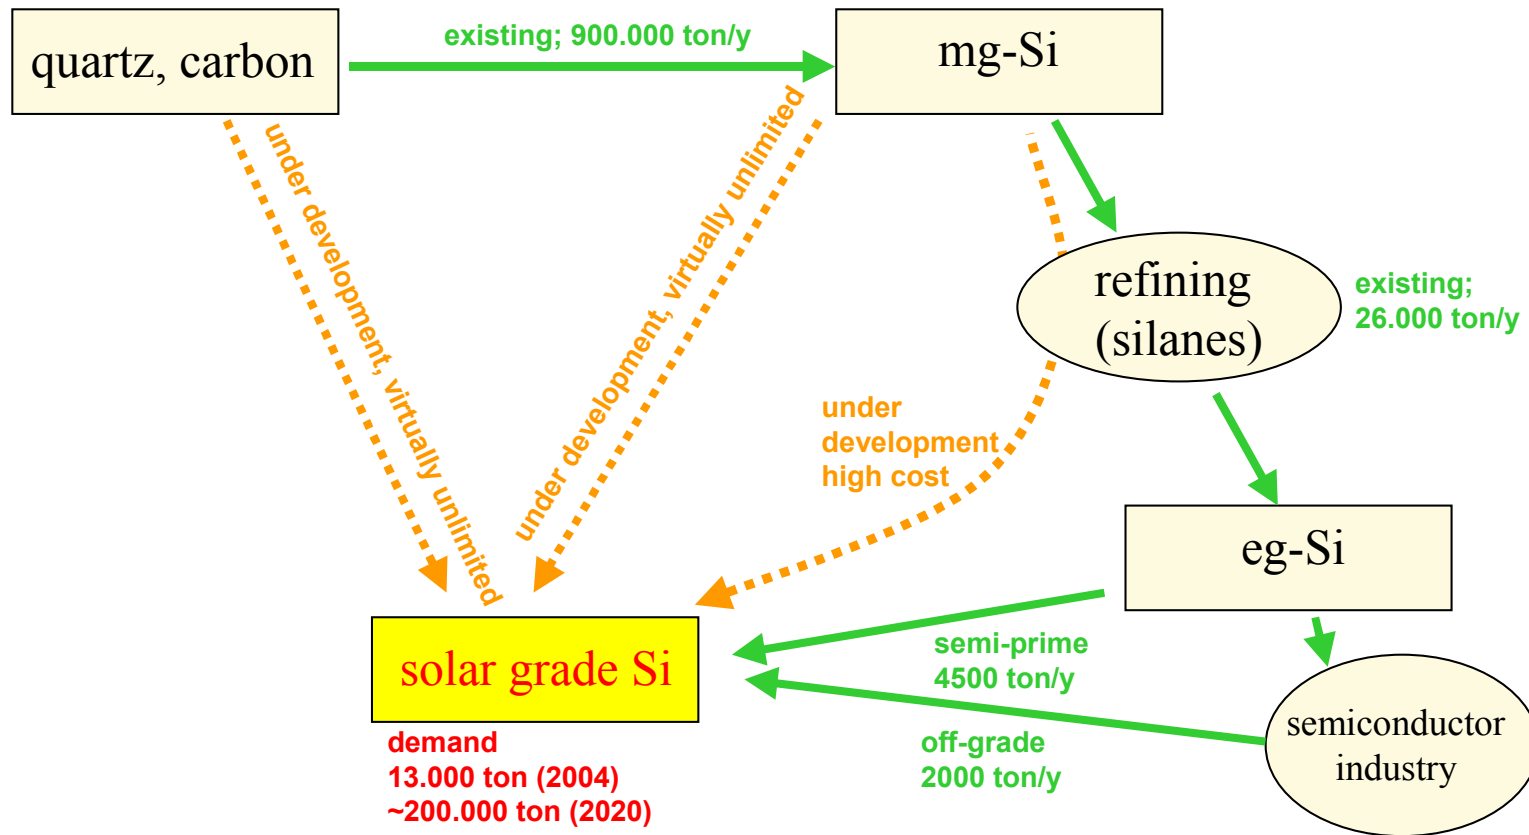 quartz, carbon
existing; 900.000 ton/y
mg-Si
under development, virtually unlimited
under development, virtually unlimited
refining
(silanes)
existing;
26.000 ton/y
under
development
high cost
eg-Si
solar grade Si
semi-prime
4500 ton/y
demand
13.000 ton (2004)
~200.000 ton (2020)
off-grade
2000 ton/y
semiconductor
industry